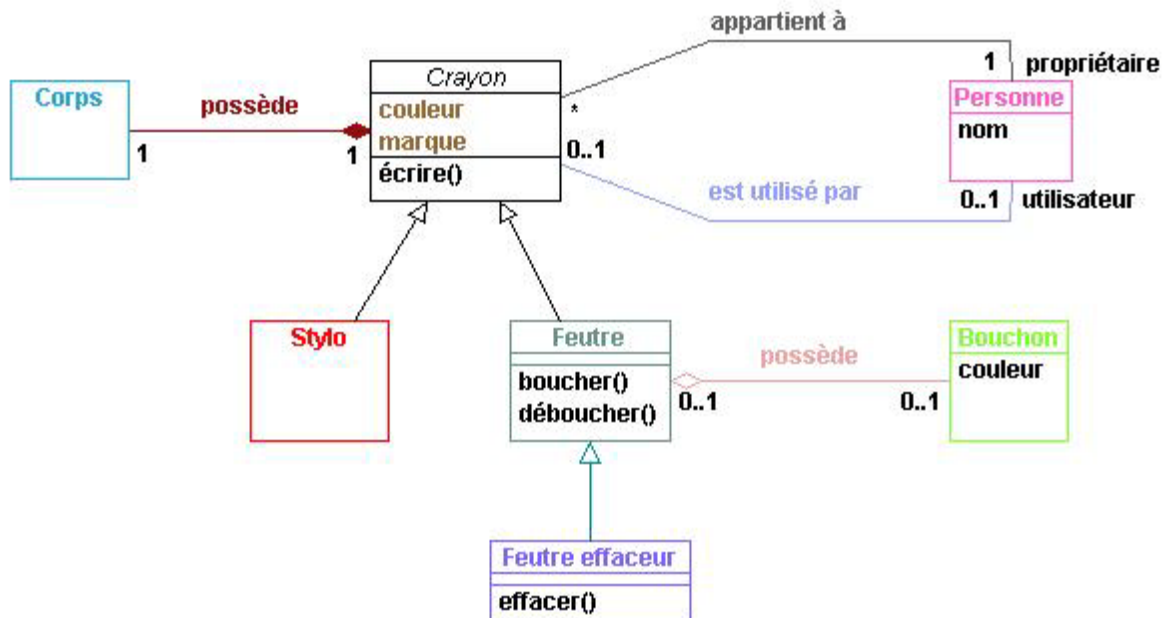 appartient à
1 propriétaire
Crayon
Corps
possède
couleur
*
Personne
marque
nom
1
1
0..1
écrire()
est utilisé par
0..1
utilisateur
Stylo
Feutre
possède
Bouchon
couleur
boucher()
déboucher()
0..1
0..1
Feutre effaceur
effacer()